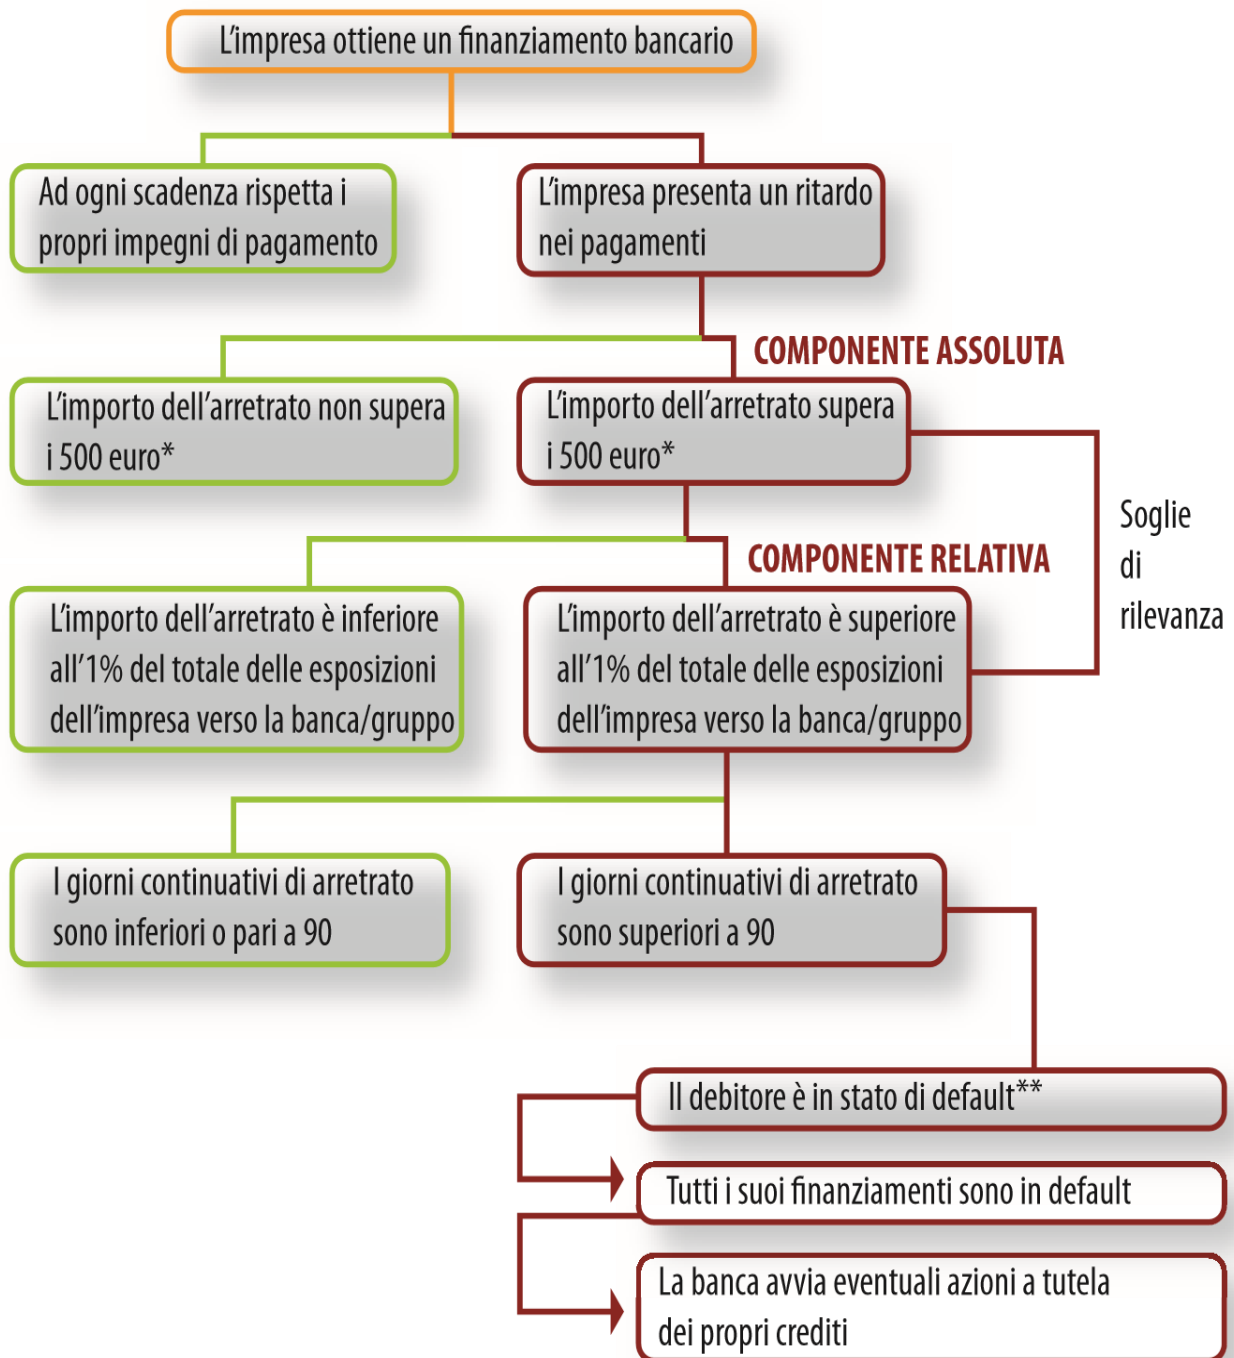 L’impresa ottiene un finanziamento bancario
Ad ogni scadenza rispetta i
propri impegni di pagamento
L’impresa presenta un ritardo
nei pagamenti
COMPONENTE ASSOLUTA
L’importo dell’arretrato non supera
i 500 euro*
L’importo dell’arretrato supera
i 500 euro*
Soglie
di
rilevanza
COMPONENTE RELATIVA
L’importo dell’arretrato è inferiore
all’1% del totale delle esposizioni
dell’impresa verso la banca/gruppo
L’importo dell’arretrato è superiore
all’1% del totale delle esposizioni
dell’impresa verso la banca/gruppo
I giorni continuativi di arretrato
sono inferiori o pari a 90
I giorni continuativi di arretrato
sono superiori a 90
Il debitore è in stato di default**
Tutti i suoi finanziamenti sono in default
La banca avvia eventuali azioni a tutela
dei propri crediti